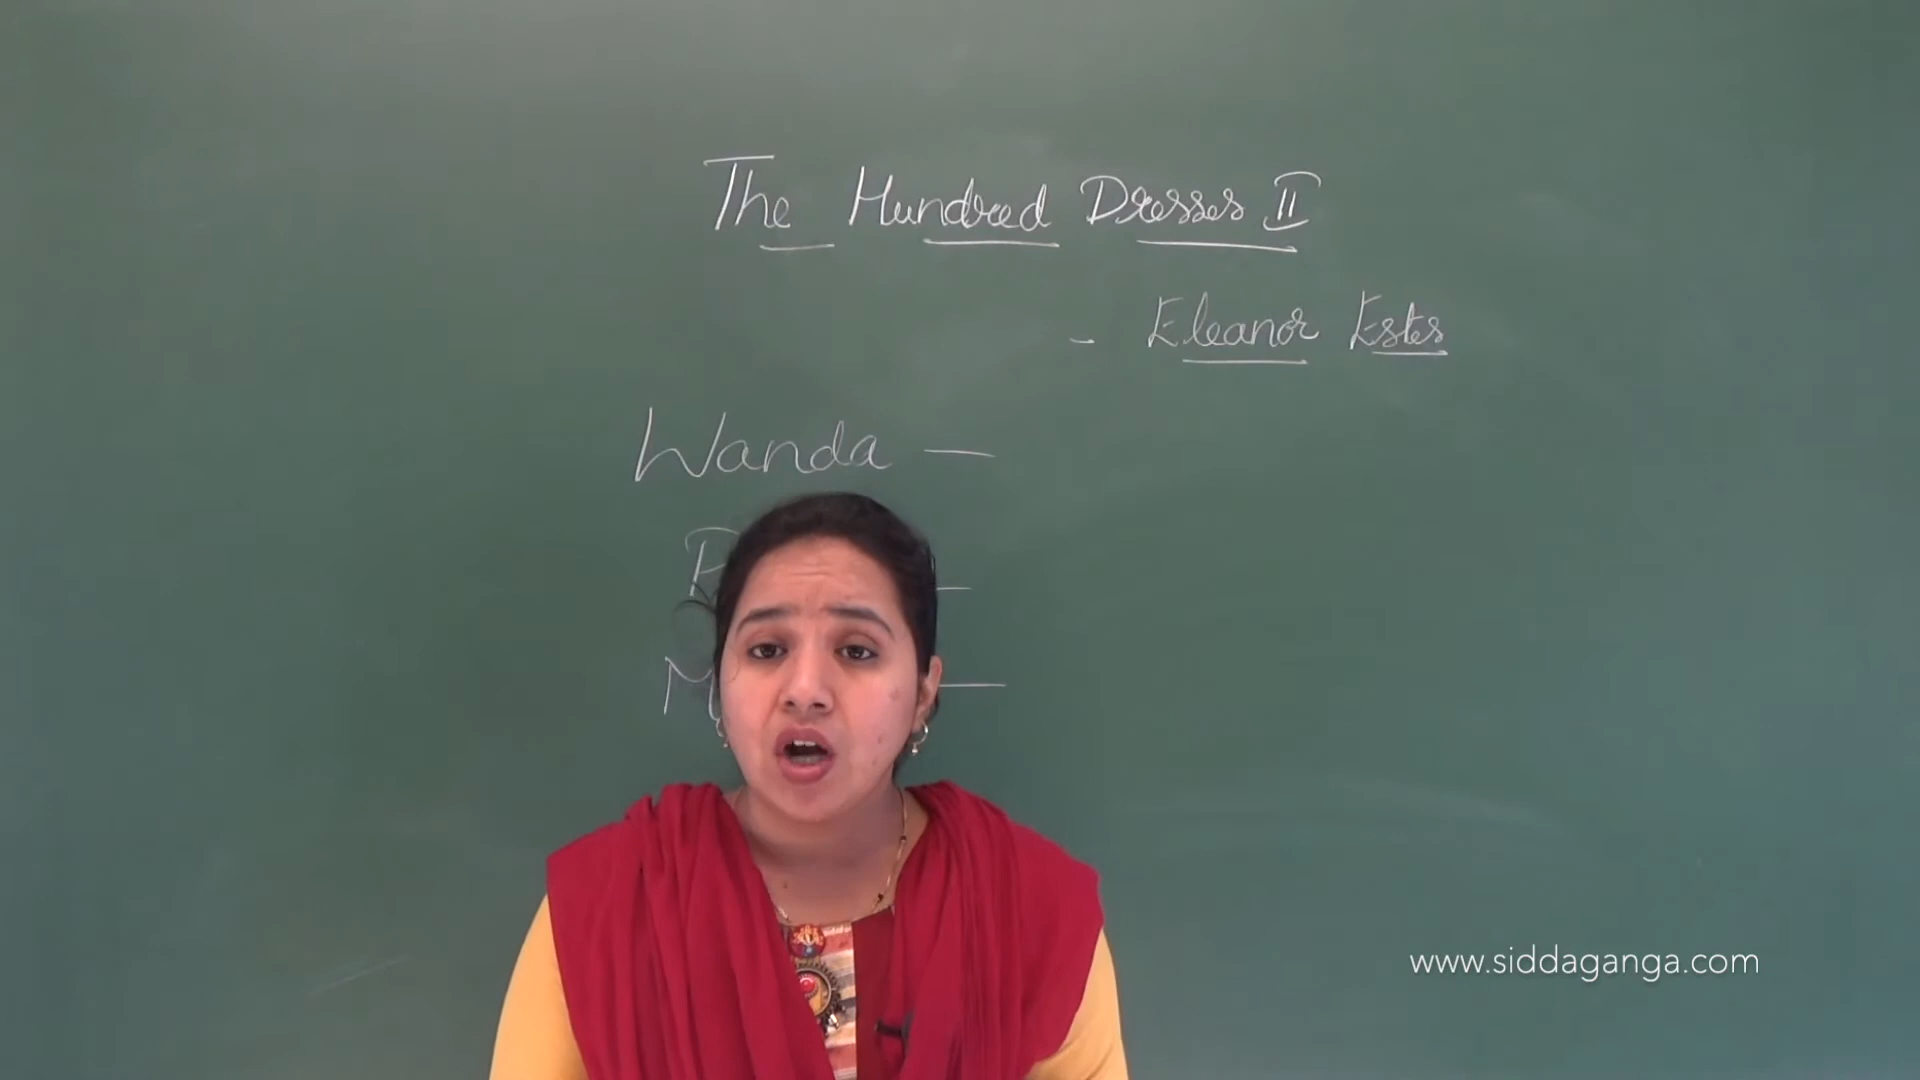 The Hundred Dresses II
- Eleanor Estes
Wanda —
www.siddaganga.com